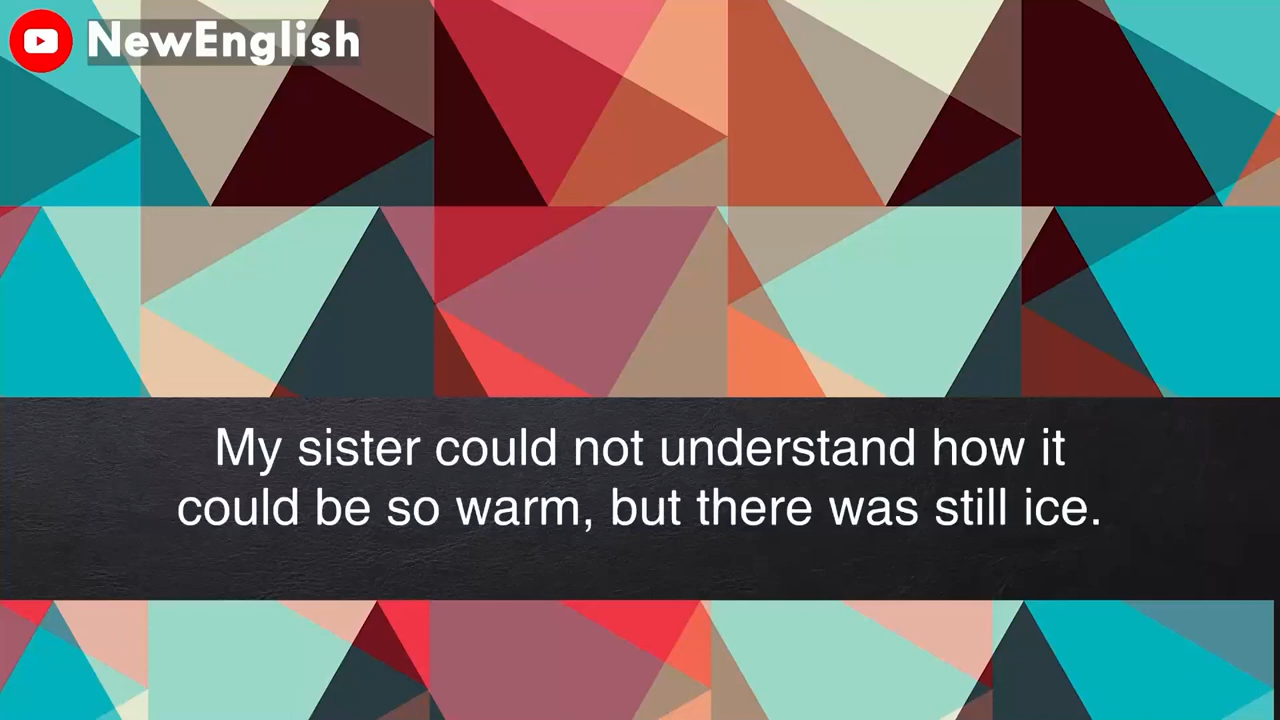 NewEnglish
My sister could not understand how it
could be so warm, but there was still ice.